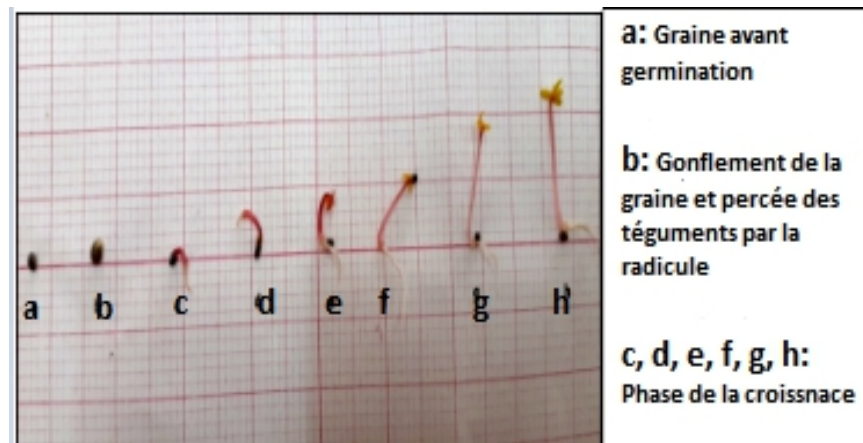 a b c d e f g h
a: Graine avant
germination
b: Gonflement de la
graine et percée des
téguments par la
radicule
c, d, e, f, g, h:
Phase de la croissnace